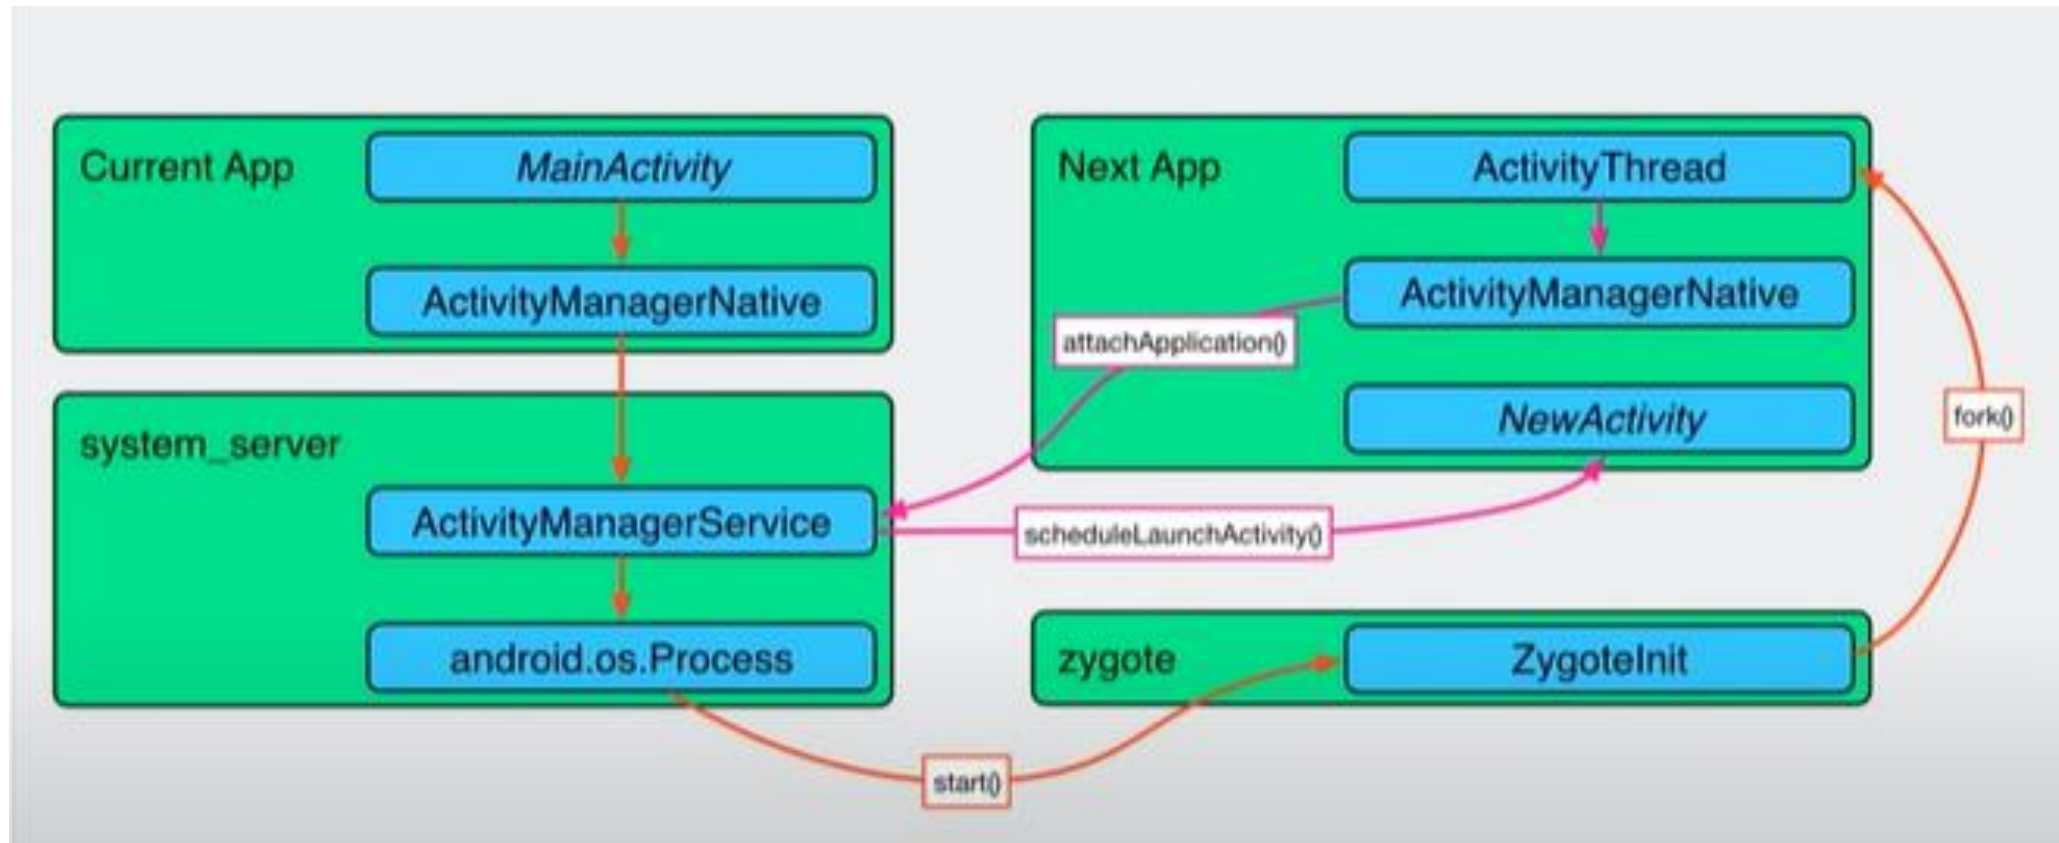 Current App
MainActivity
ActivityManagerNative
system_server
ActivityManagerService
android.os.Process
start()
Next App
ActivityThread
ActivityManagerNative
attachApplication()
NewActivity
scheduleLaunchActivity()
zygote
ZygoteInit
fork()